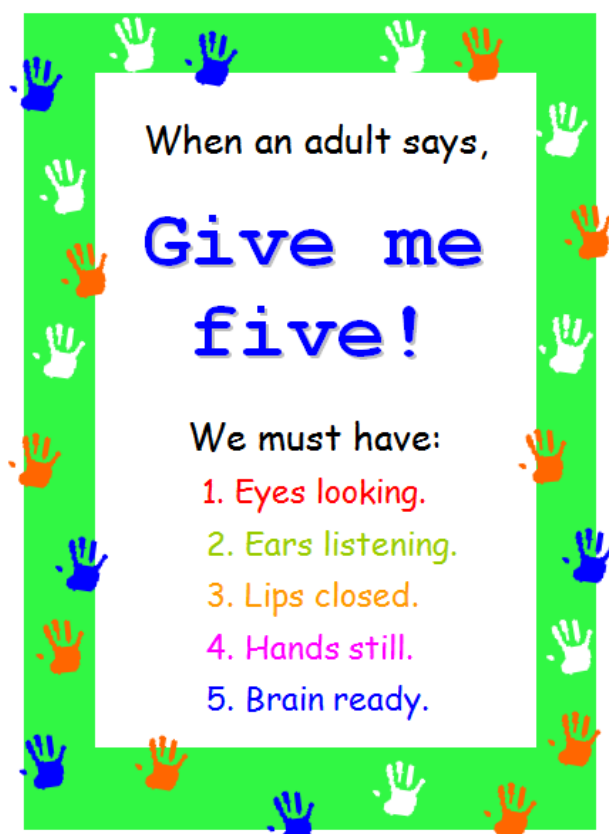 When an adult says,
Give me
five!
We must have:
1. Eyes looking.
2. Ears listening.
3. Lips closed.
4. Hands still.
5. Brain ready.